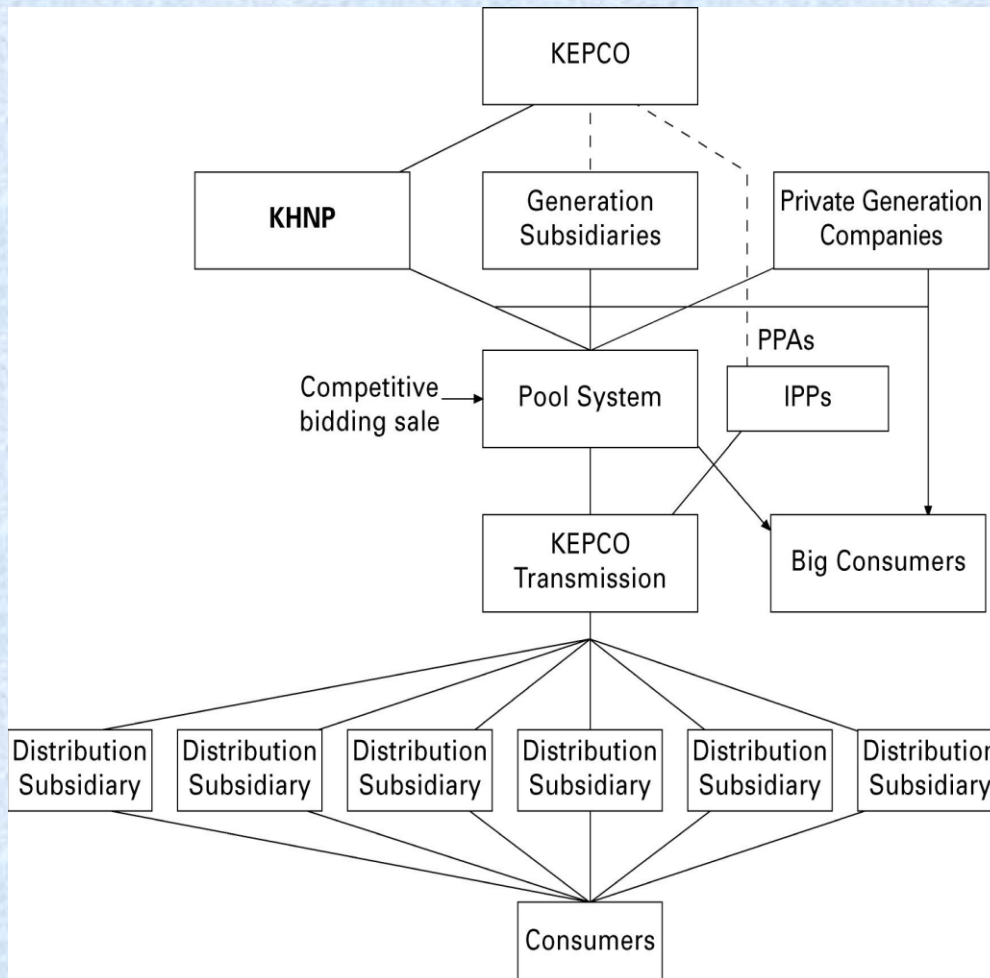 KEPCO
KHNP
Generation
Subsidiaries
Private Generation
Companies
PPAs
Competitive
bidding sale
Pool System
IPPs
KEPCO
Transmission
Big Consumers
Distribution
Subsidiary
Distribution
Subsidiary
Distribution
Subsidiary
Distribution
Subsidiary
Distribution
Subsidiary
Distribution
Subsidiary
Consumers